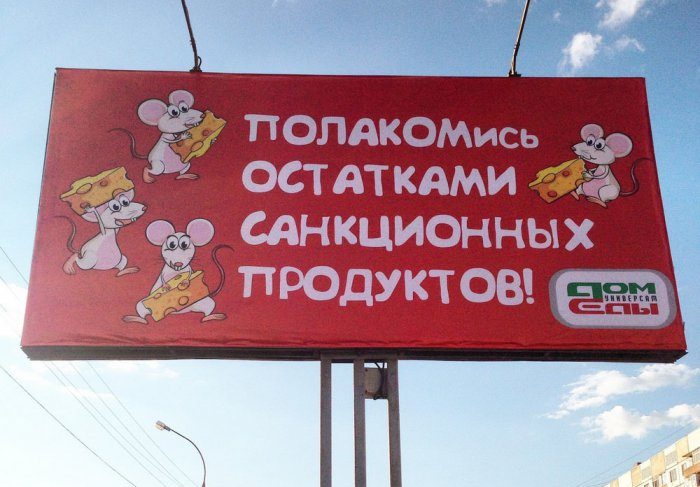 ПОЛАКОМИСЬ
ОСТАТКАМИ
САНКЦИОННЫХ
ПРОДУКТОВ!
ДОМ
УНИВЕРСАМ
ЕДЫ